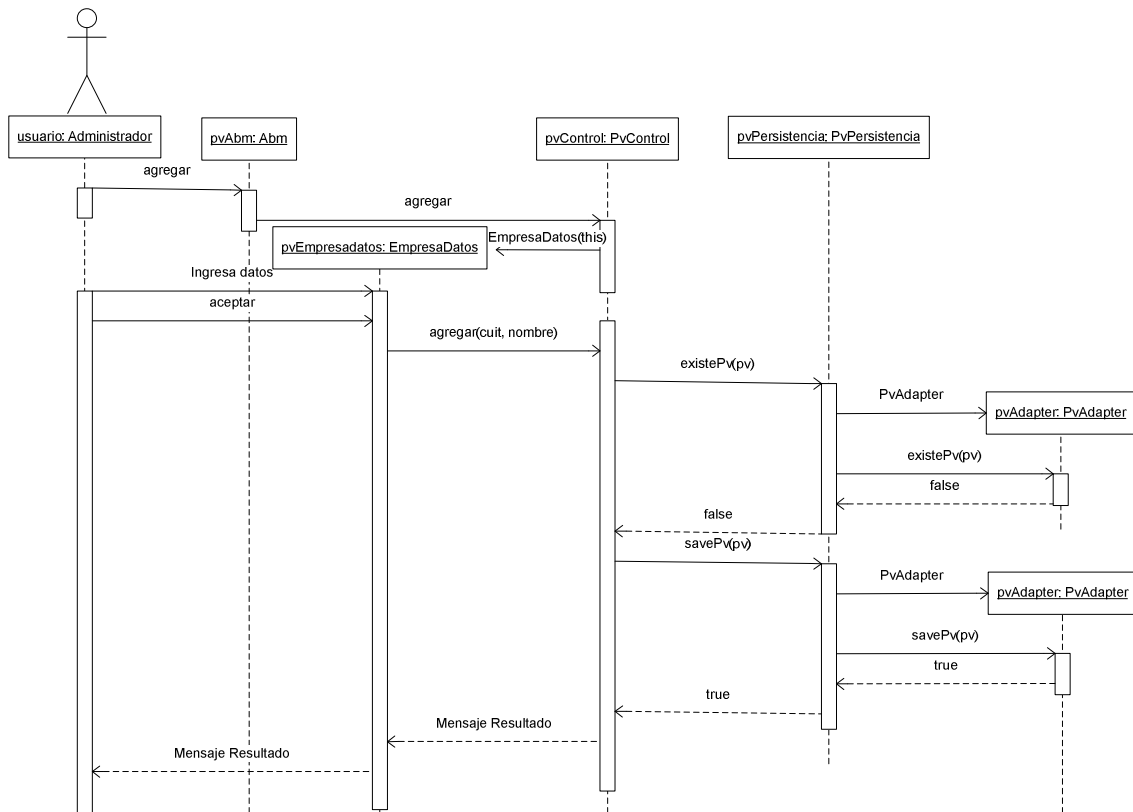 usuario: Administrador
pvAbm: Abm
pvControl: PvControl
pvPersistencia: PvPersistencia
agregar
agregar
EmpresaDatos(this)
pvEmpresadatos: EmpresaDatos
Ingresa datos
aceptar
agregar(cuit, nombre)
existePv(pv)
PvAdapter
pvAdapter: PvAdapter
existePv(pv)
false
false
savePv(pv)
PvAdapter
pvAdapter: PvAdapter
savePv(pv)
true
true
Mensaje Resultado
Mensaje Resultado